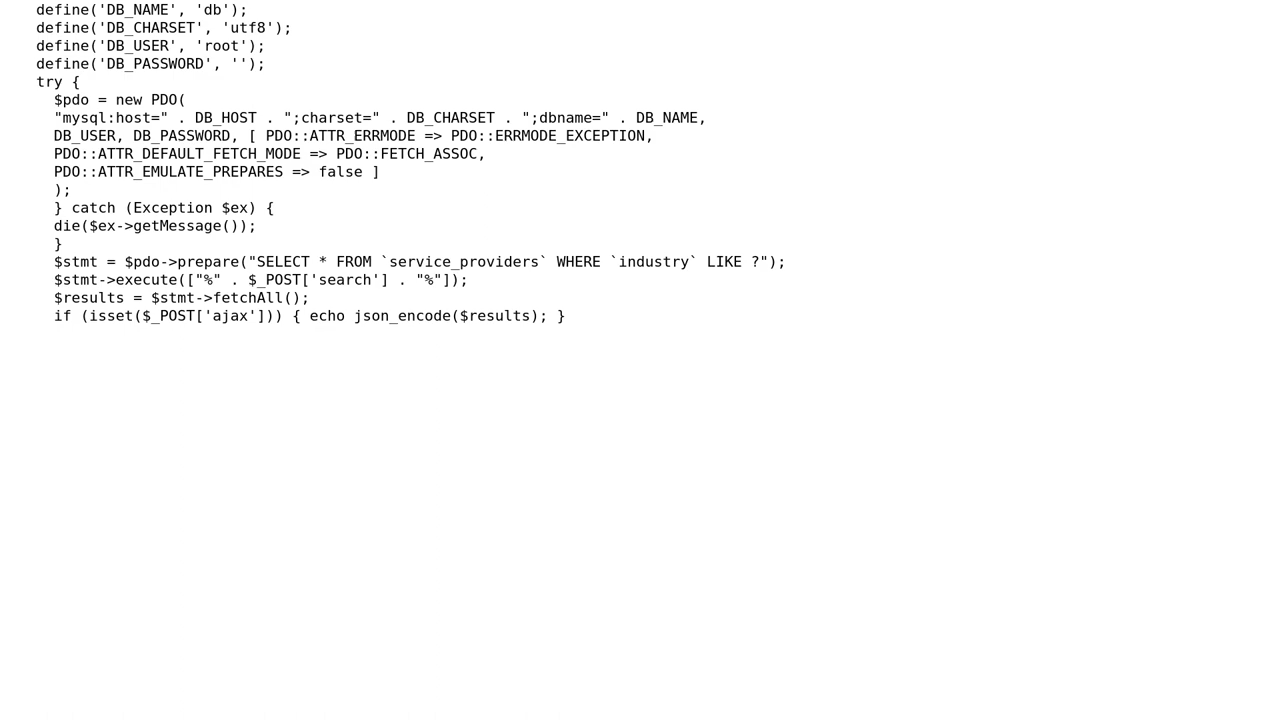 define('DB_NAME', 'db');
define('DB_CHARSET', 'utf8');
define('DB_USER', 'root');
define('DB_PASSWORD', '');
try {
$pdo = new PDO(
"mysql:host=" . DB_HOST . ";charset=" . DB_CHARSET . ";dbname=" . DB_NAME,
DB_USER, DB_PASSWORD, [ PDO::ATTR_ERRMODE => PDO::ERRMODE_EXCEPTION,
PDO::ATTR_DEFAULT_FETCH_MODE => PDO::FETCH_ASSOC,
PDO::ATTR_EMULATE_PREPARES => false ]
);
} catch (Exception $ex) {
die($ex->getMessage());
}
$stmt = $pdo->prepare("SELECT * FROM `service_providers` WHERE `industry` LIKE ?");
$stmt->execute(["%" . $_POST['search'] . "%"]);
$results = $stmt->fetchAll();
if (isset($_POST['ajax'])) { echo json_encode($results); }